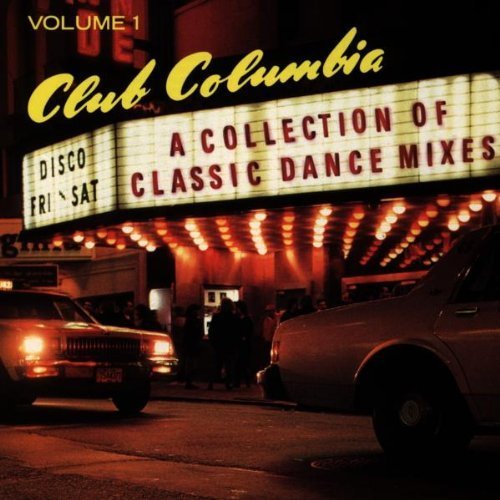 VOLUME 1
Club Columbia
DISCO
FRI SAT
A COLLECTION OF
CLASSIC DANCE MIXES